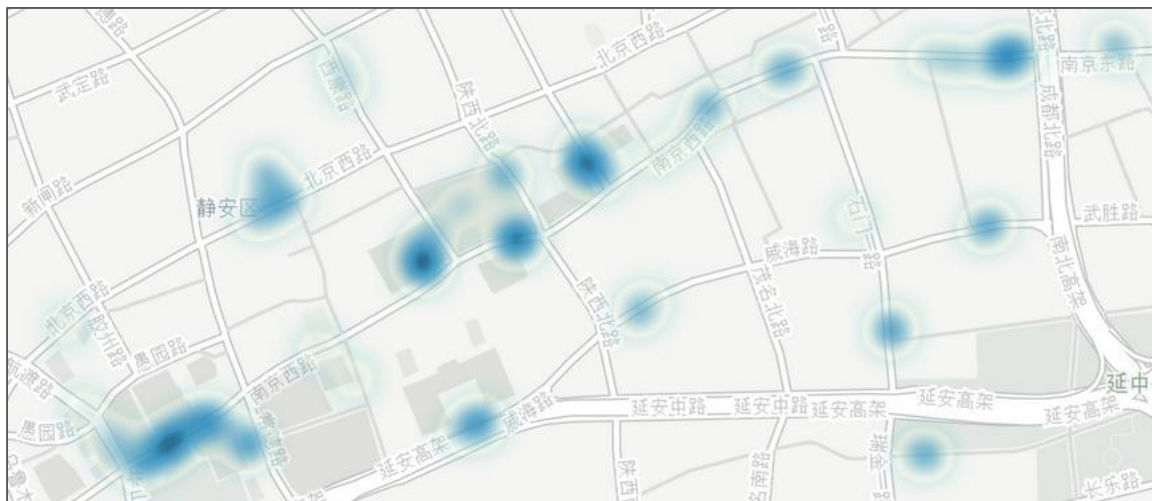 武定路
西康路
陕西北路
北京西路
成都北路
南京东路
新闸路
北京西路
静安区
南京西路
石门
路
武胜路
威海路
南北高架
茂名北路
陕西北路
北京西路
胶州路
愚园路
南京西路
延中
威海路
延安中路
延安中路
延安高架
延安高架
延安高架
愚园路
延安高架
瑞金
长乐路